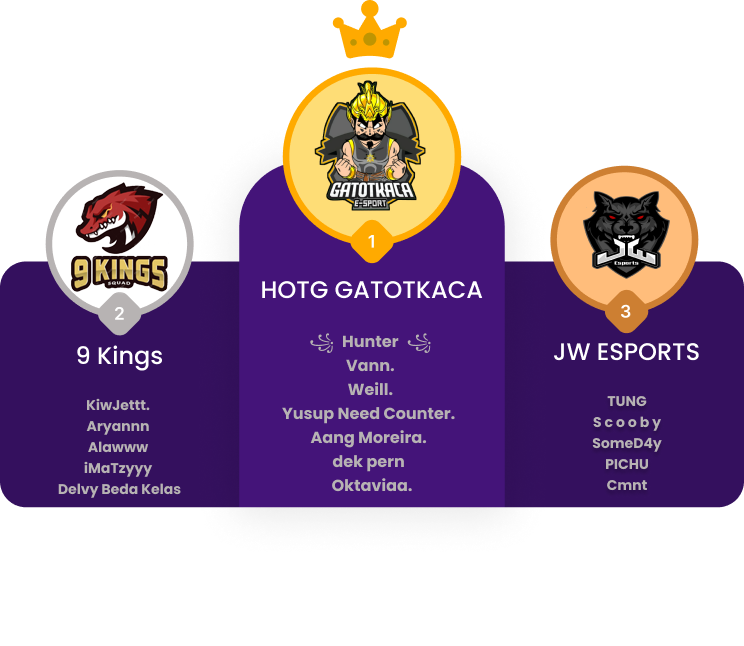 GATOTKACA
E-SPORT
1
HOTG GATOTKACA
꧁ Hunter ꧂
Vann.
Weill.
Yusup Need Counter.
Aang Moreira.
dek pern
Oktaviaa.
9 KINGS
SQUAD
2
9 Kings
KiwJettt.
Aryannn
Alawww
iMaTzyyy
Delvy Beda Kelas
JW
Esports
3
JW ESPORTS
TUNG
S c o o b y
SomeD4y
PICHU
Cmnt